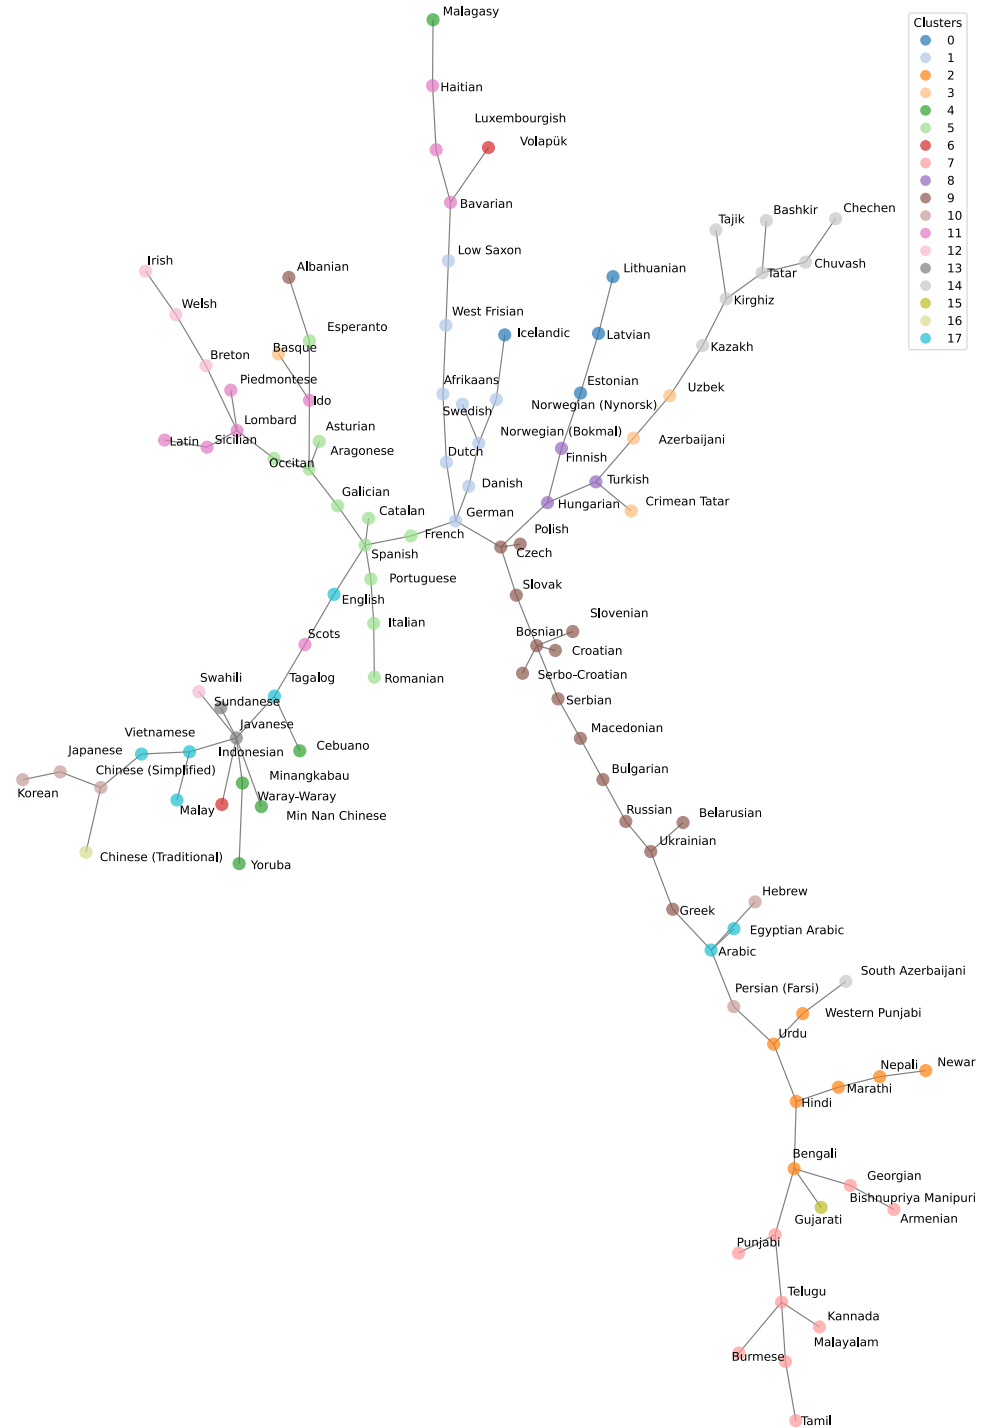 Malagasy
Clusters
0
1
2
3
4
5
6
7
8
9
10
11
12
13
14
15
16
17
Haitian
Luxembourgish
Volapük
Bavarian
Chechen
Bashkir
Tajik
Low Saxon
Irish
Albanian
Lithuanian
Tatar
Chuvash
Kirghiz
Welsh
Esperanto
West Frisian
Icelandic
Latvian
Basque
Breton
Kazakh
Piedmontese
Afrikaans
Estonian
Uzbek
Ido
Swedish
Norwegian (Nynorsk)
Lombard
Asturian
Norwegian (Bokmal)
Latin
Sicilian
Aragonese
Azerbaijani
Occitan
Dutch
Finnish
Danish
Turkish
Galician
Hungarian
Crimean Tatar
Catalan
German
Polish
French
Spanish
Czech
Portuguese
Slovak
English
Italian
Slovenian
Scots
Bosnian
Croatian
Swahili
Tagalog
Romanian
Serbo-Croatian
Sundanese
Serbian
Vietnamese
Javanese
Macedonian
Japanese
Indonesian
Cebuano
Chinese (Simplified)
Minangkabau
Bulgarian
Korean
Malay
Waray-Waray
Min Nan Chinese
Russian
Belarusian
Chinese (Traditional)
Yoruba
Ukrainian
Hebrew
Greek
Egyptian Arabic
Arabic
South Azerbaijani
Persian (Farsi)
Western Punjabi
Urdu
Nepali
Newar
Marathi
Hindi
Bengali
Georgian
Bishnupriya Manipuri
Gujarati
Armenian
Punjabi
Telugu
Kannada
Malayalam
Burmese
Tamil